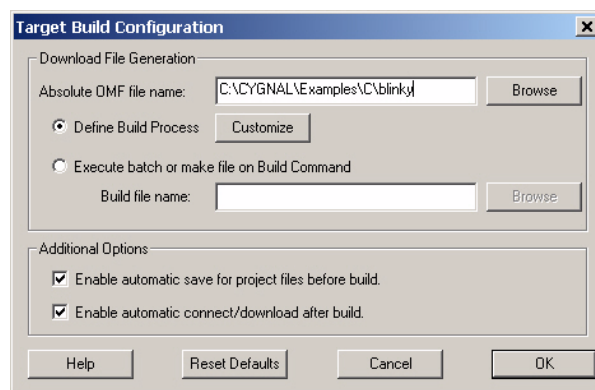 Target Build Configuration
Download File Generation
Absolute OMF file name: C:\CYGNAL\Examples\C\blinky Browse
Define Build Process Customize
Execute batch or make file on Build Command
Build file name: Browse
Additional Options
Enable automatic save for project files before build.
Enable automatic connect/download after build.
Help Reset Defaults Cancel OK